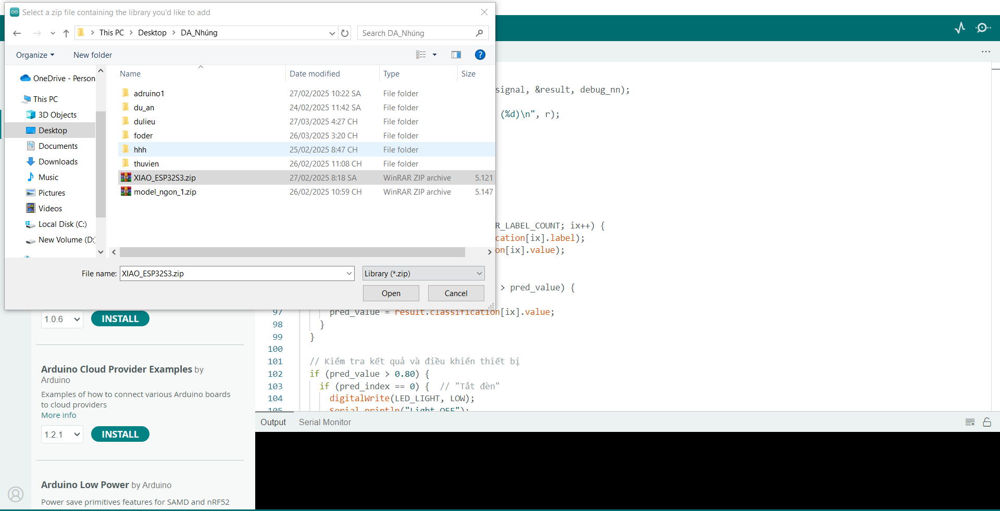 Select a zip file containing the library you'd like to add
This PC > Desktop > DA_Nhúng
Search DA_Nhúng
Organize
New folder
OneDrive - Person
This PC
3D Objects
Desktop
Documents
Downloads
Music
Pictures
Videos
Local Disk (C:)
New Volume (D:)
Name Date modified Type Size
adruino1 27/02/2025 10:22 SA File folder
du_an 24/02/2025 11:42 SA File folder
dulieu 27/03/2025 4:27 CH File folder
foder 26/03/2025 3:20 CH File folder
hhh 25/02/2025 8:47 CH File folder
thuvien 26/02/2025 11:08 CH File folder
XIAO_ESP32S3.zip 27/02/2025 8:18 SA WinRAR ZIP archive 5.121
model_ngon_1.zip 26/02/2025 10:59 CH WinRAR ZIP archive 5.147
File name: XIAO_ESP32S3.zip
Library (*.zip)
Open
Cancel
signal, &result, debug_nn);
(%d)\n", r);
R_LABEL_COUNT; ix++) {
cation[ix].label);
on[ix].value);
> pred_value) {
97 pred_value = result.classification[ix].value;
98 }
99 }
100
101 // Kiểm tra kết quả và điều khiển thiết bị
102 if (pred_value > 0.80) {
103 if (pred_index == 0) { // "Tắt đèn"
104 digitalWrite(LED_LIGHT, LOW);
105 Serial.println("Light OFF");
1.0.6
INSTALL
Arduino Cloud Provider Examples by
Arduino
Examples of how to connect various Arduino boards
to cloud providers
More info
1.2.1
INSTALL
Arduino Low Power by Arduino
Power save primitives features for SAMD and nRF52
Output
Serial Monitor